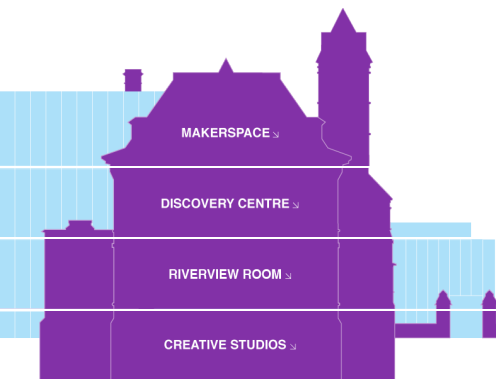 MAKERSPACE
DISCOVERY CENTRE
RIVERVIEW ROOM
CREATIVE STUDIOS